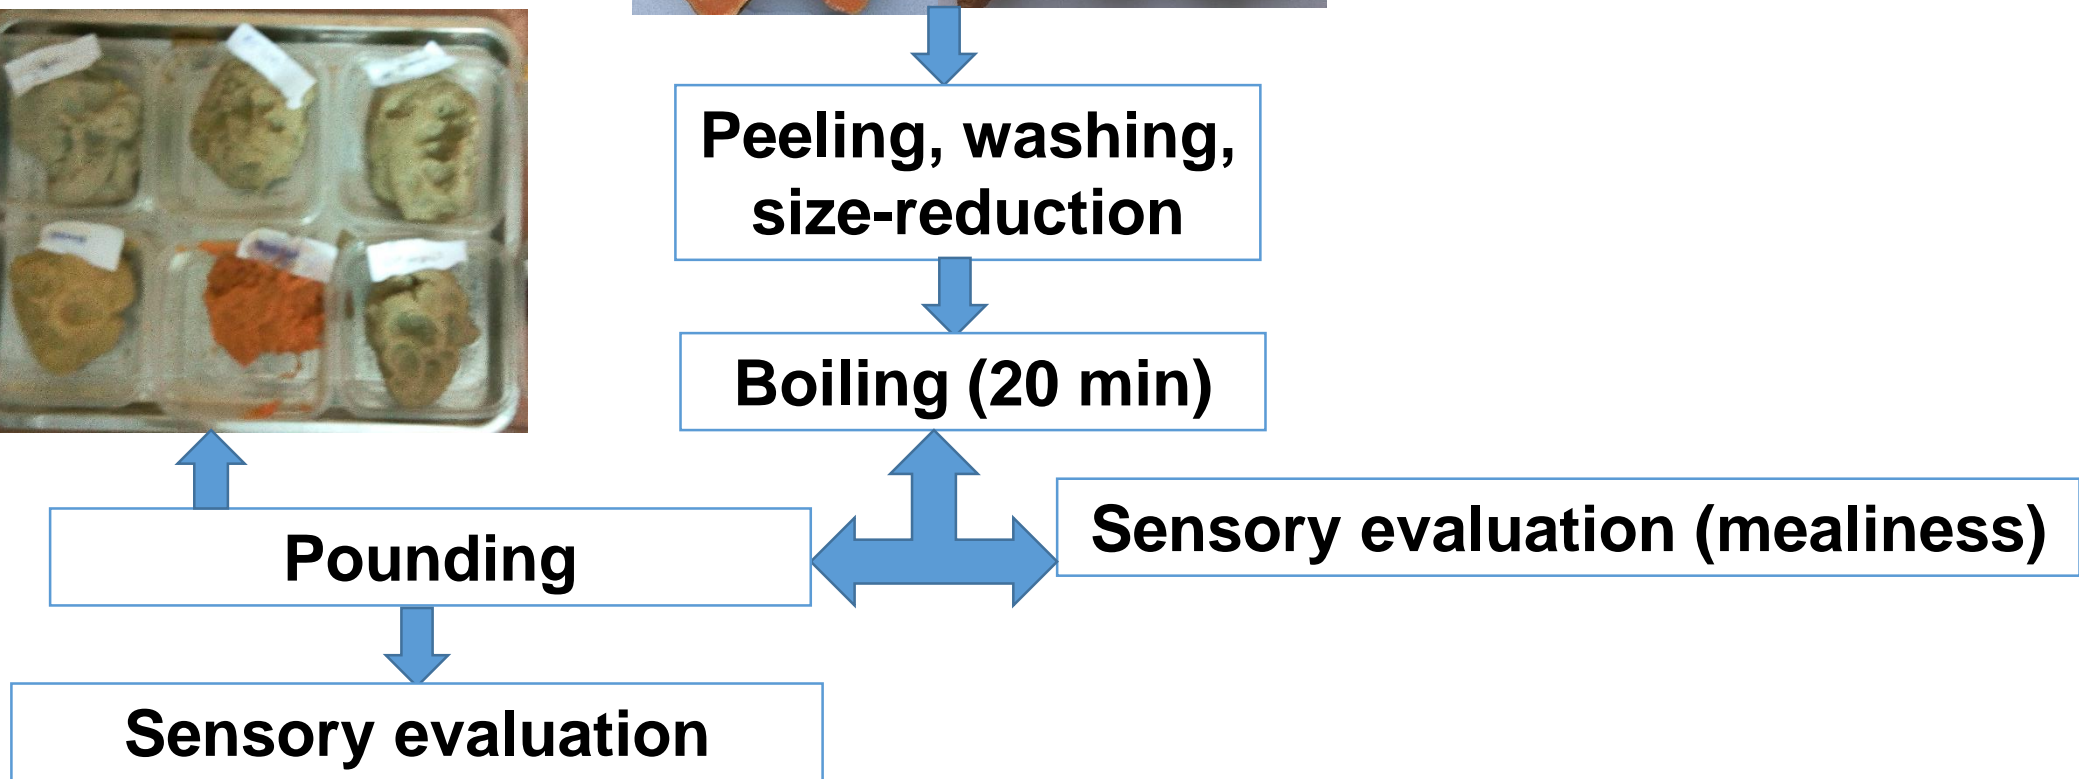 Peeling, washing,
size-reduction
Boiling (20 min)
Sensory evaluation (mealiness)
Pounding
Sensory evaluation